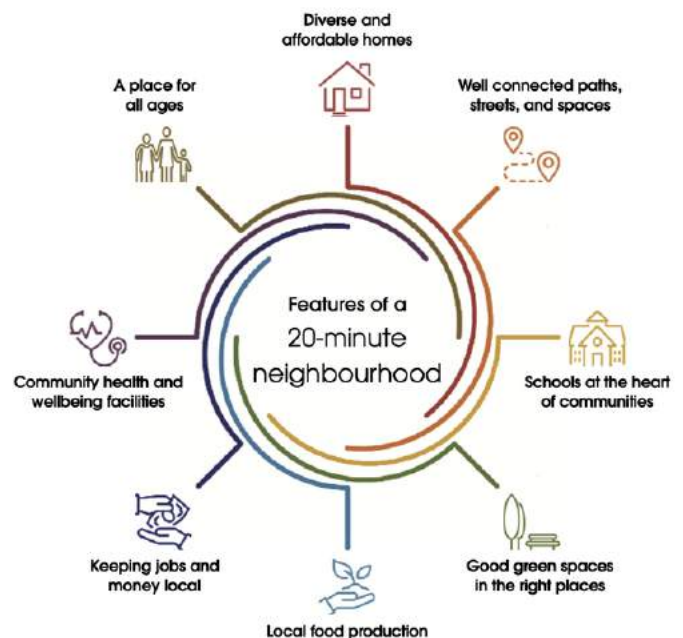 Diverse and
affordable homes
Well connected paths,
streets, and spaces
Schools at the heart
of communities
Good green spaces
in the right places
Local food production
Keeping jobs and
money local
Community health and
wellbeing facilities
A place for
all ages
Features of a
20-minute
neighbourhood